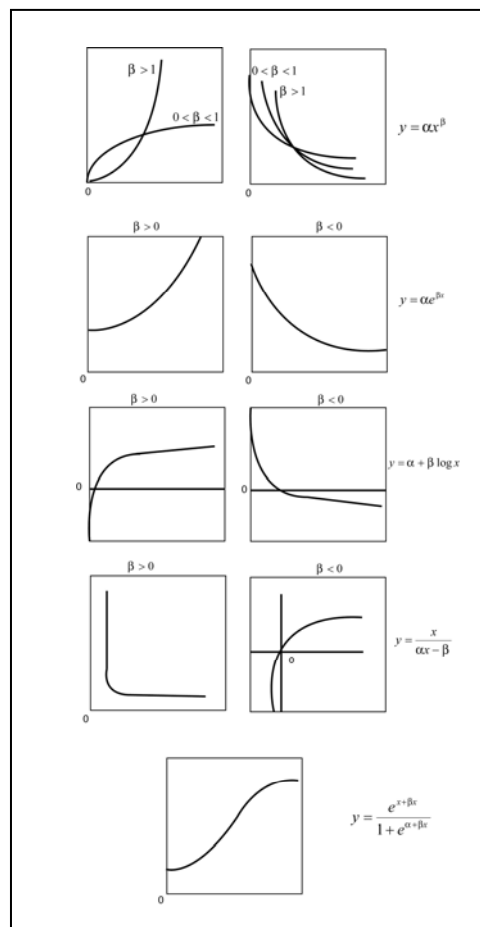 β > 1
0 < β < 1
0
0 < β < 1
β > 1
0
y = αx^β
β > 0
0
β < 0
0
y = αe^{βx}
β > 0
0
β < 0
0
y = α + β log x
β > 0
0
β < 0
0
y = x / (αx − β)
0
y = e^{x+βx} / (1 + e^{α+βx})